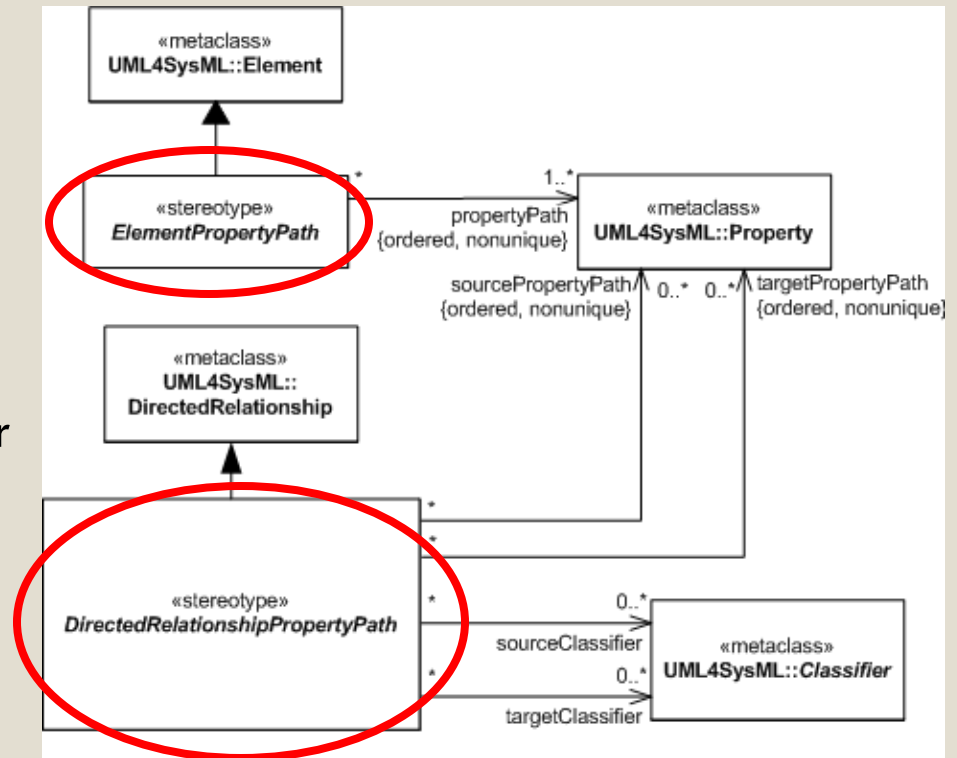 «metaclass»
UML4SysML::Element
«stereotype»
ElementPropertyPath
*
1..*
propertyPath
{ordered, nonunique}
«metaclass»
UML4SysML::Property
sourcePropertyPath
{ordered, nonunique}
0..*
0..*
targetPropertyPath
{ordered, nonunique}
«metaclass»
UML4SysML::
DirectedRelationship
r
*
*
«stereotype»
DirectedRelationshipPropertyPath
*
0..*
sourceClassifier
*
0..*
targetClassifier
«metaclass»
UML4SysML::Classifier